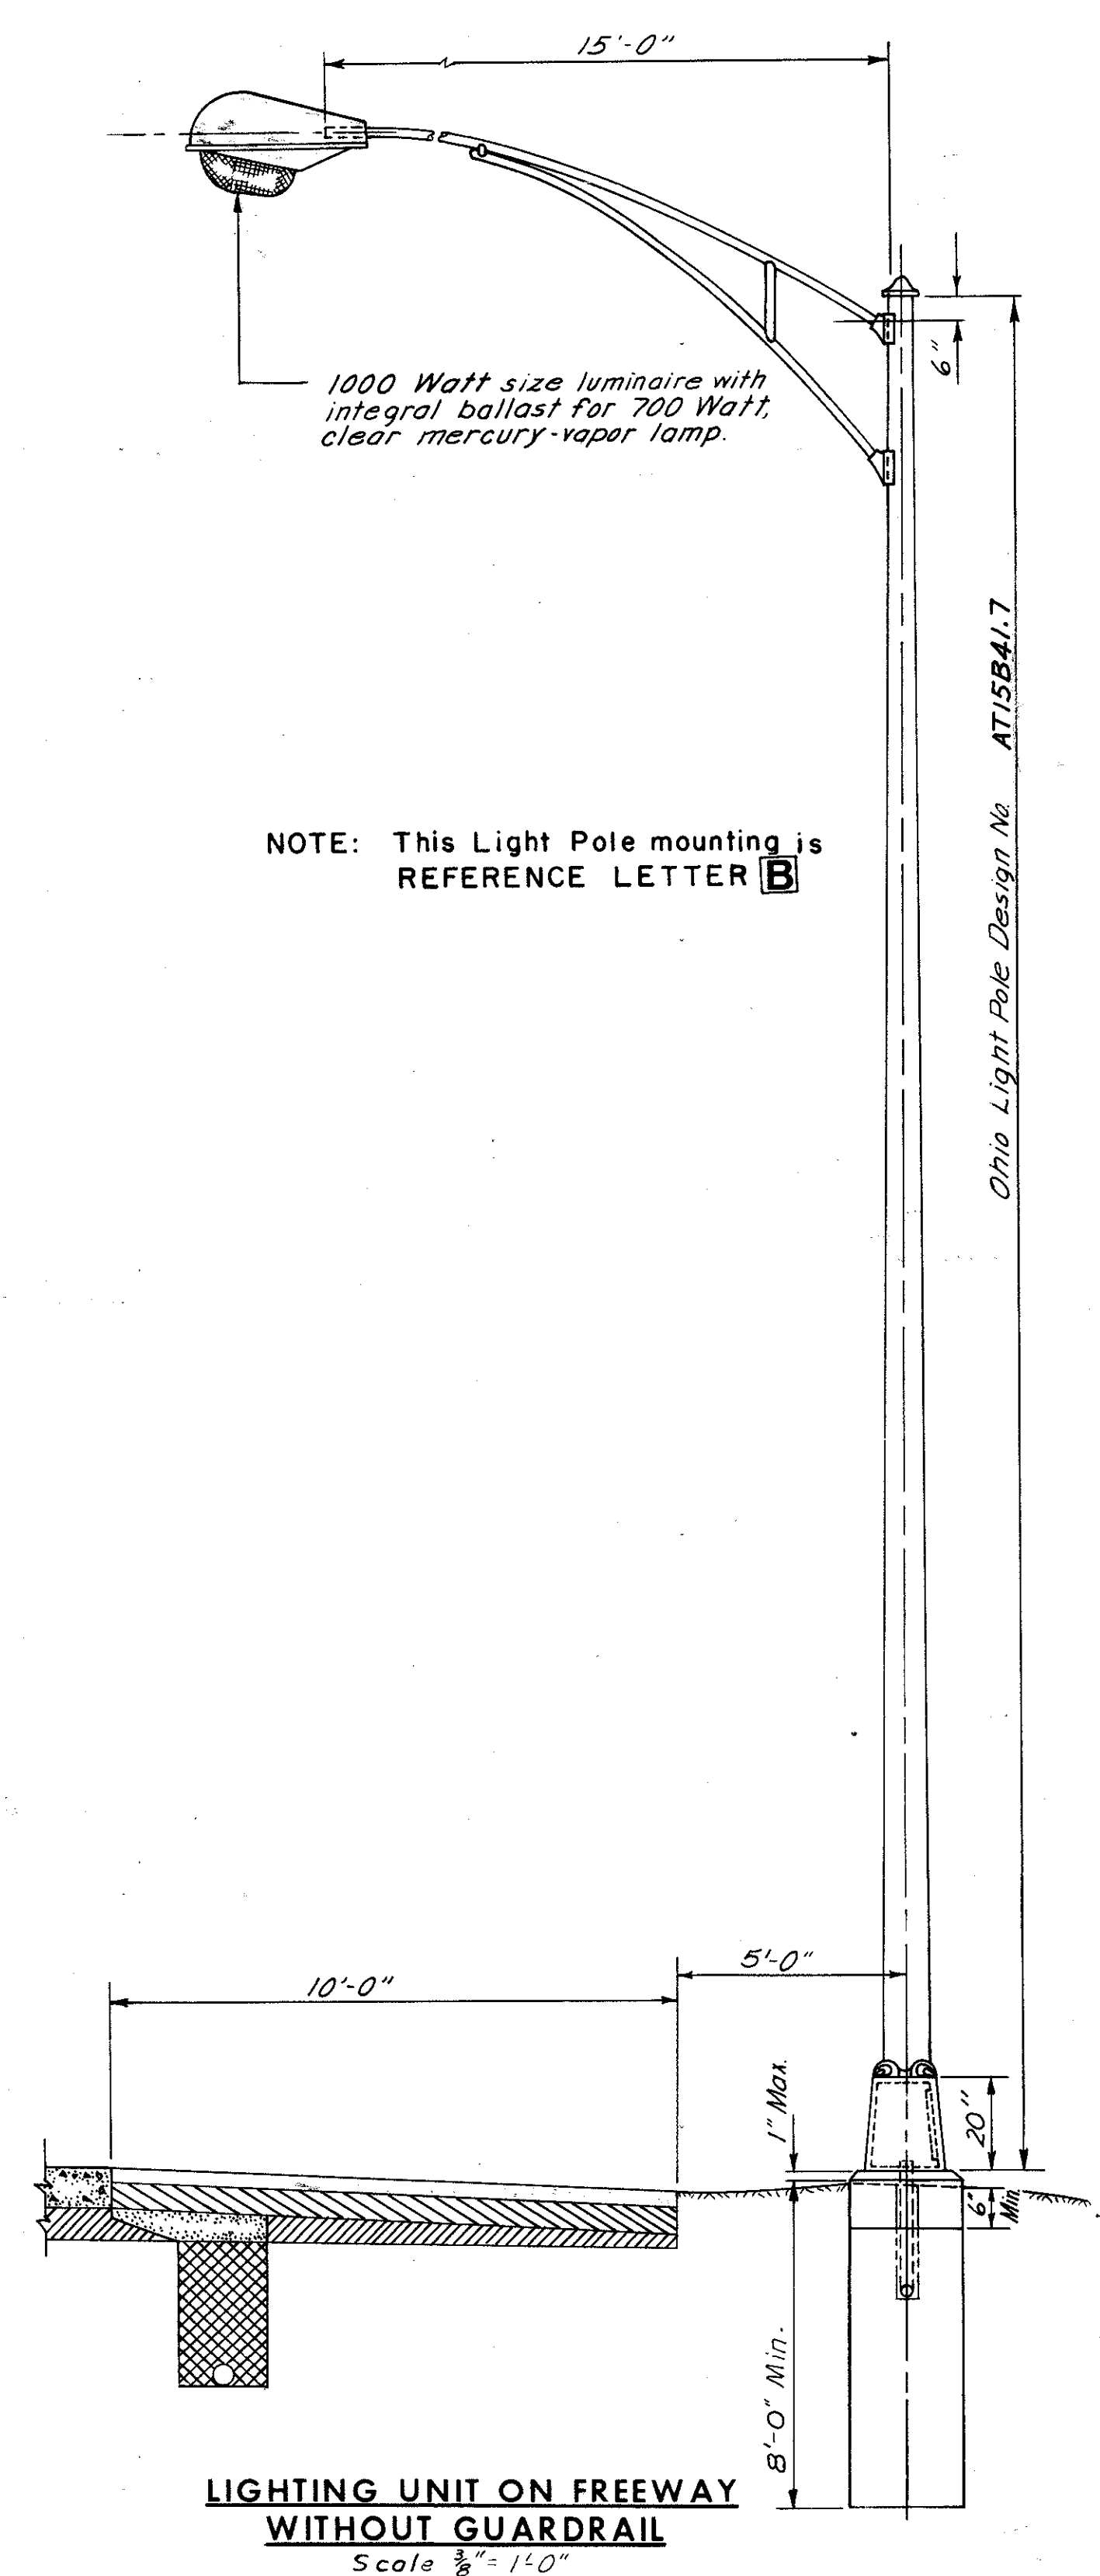 15'-0"
6"
1000 Watt size luminaire with
integral ballast for 700 Watt,
clear mercury-vapor lamp.
NOTE: This Light Pole mounting is
REFERENCE LETTER B
Ohio Light Pole Design No. AT15B41.7
5'-0"
10'-0"
1" Max.
20"
6"
Min.
8'-0" Min.
LIGHTING UNIT ON FREEWAY
WITHOUT GUARDRAIL
Scale 3/8" = 1'-0"